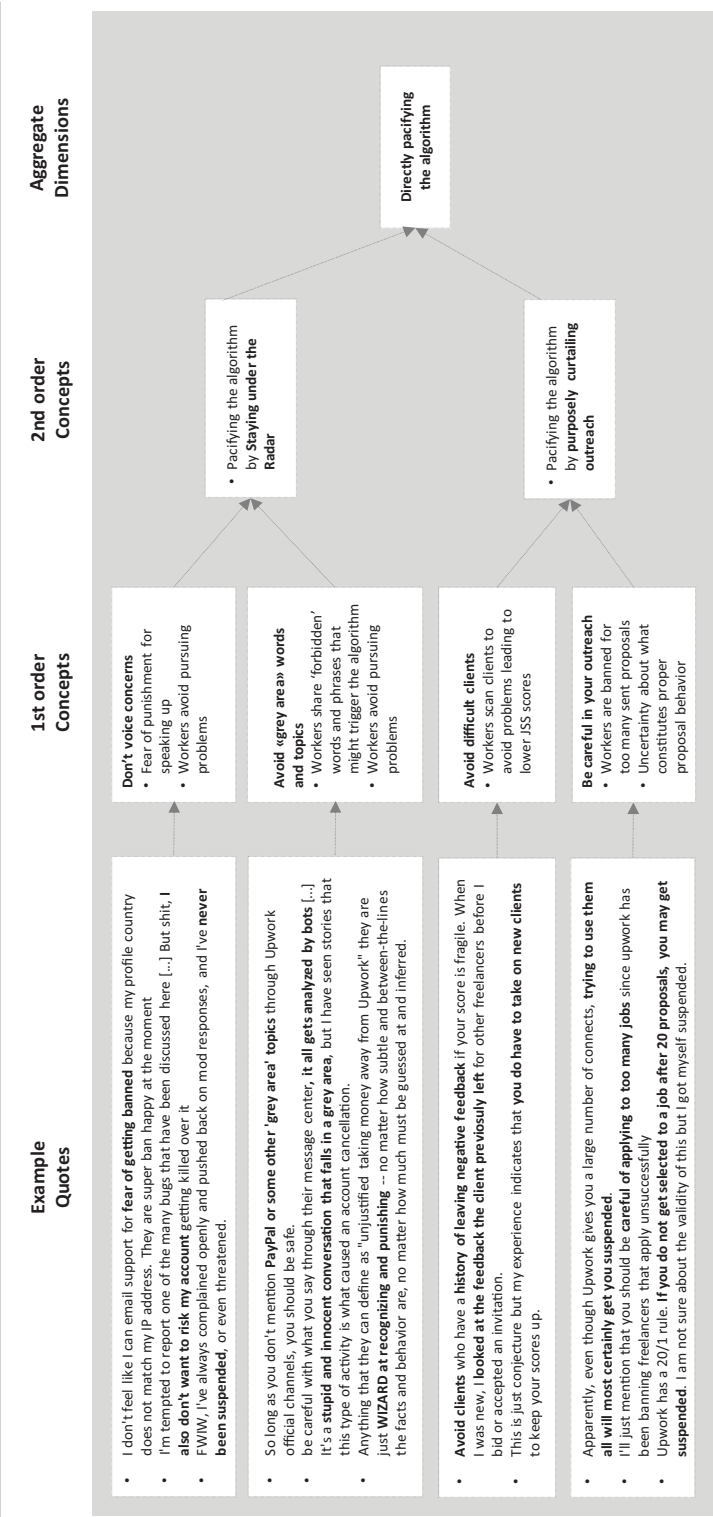 Example
Quotes
1st order
Concepts
2nd order
Concepts
Aggregate
Dimensions
• I don't feel like I can email support for fear of getting banned because my profile country
does not match my IP address. They are super ban happy at the moment
• I'm tempted to report one of the many bugs that have been discussed here [...] But shit, I
also don't want to risk my account getting killed over it
• FWIW, I've always complained openly and pushed back on mod responses, and I've never
been suspended, or even threatened.
Don't voice concerns
• Fear of punishment for
speaking up
• Workers avoid pursuing
problems
• So long as you don't mention PayPal or some other 'grey area' topics through Upwork
official channels, you should be safe.
• be careful with what you say through their message center, it all gets analyzed by bots [...]
It's a stupid and innocent conversation that falls in a grey area, but I have seen stories that
this type of activity is what caused an account cancellation.
• Anything that they can define as "unjustified taking money away from Upwork" they are
just WIZARD at recognizing and punishing -- no matter how subtle and between-the-lines
the facts and behavior are, no matter how much must be guessed at and inferred.
Avoid «grey area» words
and topics
• Workers share 'forbidden'
words and phrases that
might trigger the algorithm
• Workers avoid pursuing
problems
• Pacifying the algorithm
by Staying under the
Radar
• Avoid clients who have a history of leaving negative feedback if your score is fragile. When
I was new, I looked at the feedback the client previosuly left for other freelancers before I
bid or accepted an invitation.
• This is just conjecture but my experience indicates that you do have to take on new clients
to keep your scores up.
Avoid difficult clients
• Workers scan clients to
avoid problems leading to
lower JSS scores
• Apparently, even though Upwork gives you a large number of connects, trying to use them
all will most certainly get you suspended.
• I'll just mention that you should be careful of applying to too many jobs since upwork has
been banning freelancers that apply unsuccessfully
• Upwork has a 20/1 rule. If you do not get selected to a job after 20 proposals, you may get
suspended. I am not sure about the validity of this but I got myself suspended.
Be careful in your outreach
• Workers are banned for
too many sent proposals
• Uncertainty about what
constitutes proper
proposal behavior
• Pacifying the algorithm
by purposely curtailing
outreach
Directly pacifying
the algorithm